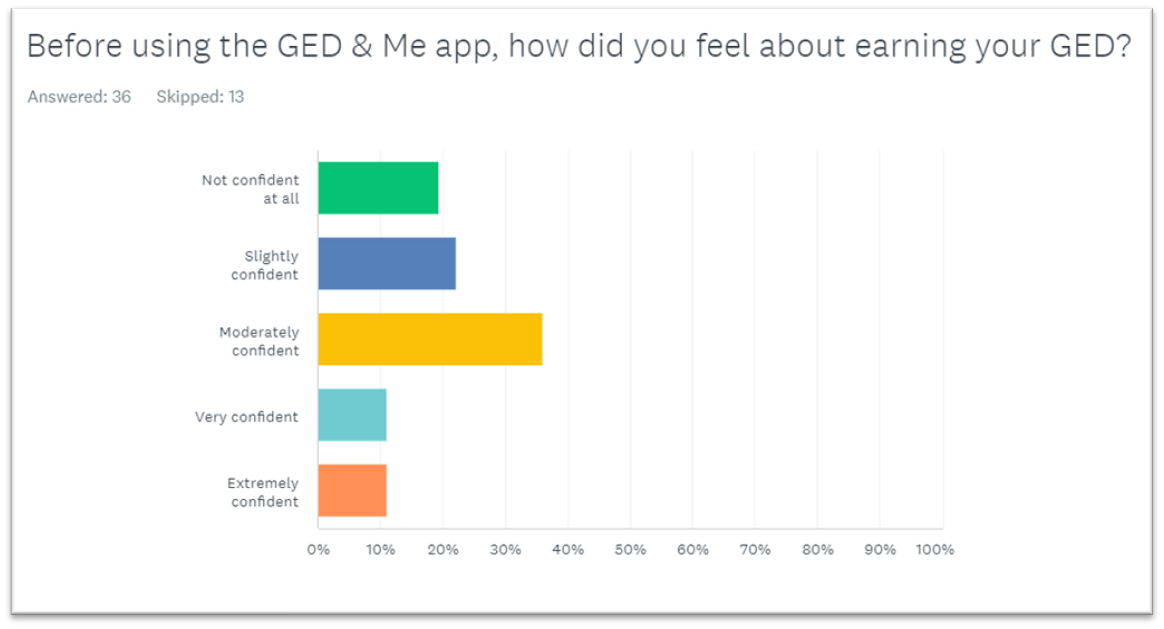 Before using the GED & Me app, how did you feel about earning your GED?
Answered: 36 Skipped: 13
Not confident
at all
Slightly
confident
Moderately
confident
Very confident
Extremely
confident
0% 10% 20% 30% 40% 50% 60% 70% 80% 90% 100%